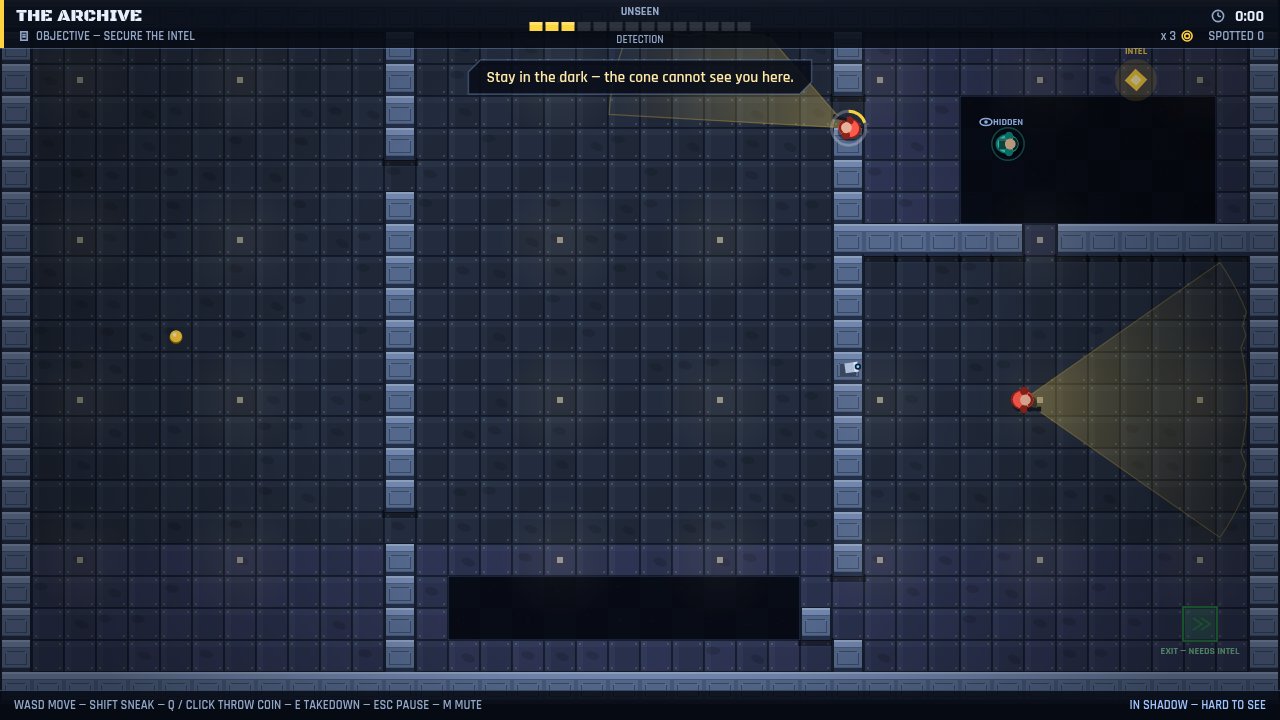 THE ARCHIVE
OBJECTIVE – SECURE THE INTEL
UNSEEN
DETECTION
0:00
x 3
SPOTTED 0
Stay in the dark – the cone cannot see you here.
INTEL
HIDDEN
EXIT – NEEDS INTEL
WASD MOVE – SHIFT SNEAK – Q / CLICK THROW COIN – E TAKEDOWN – ESC PAUSE – M MUTE
IN SHADOW – HARD TO SEE